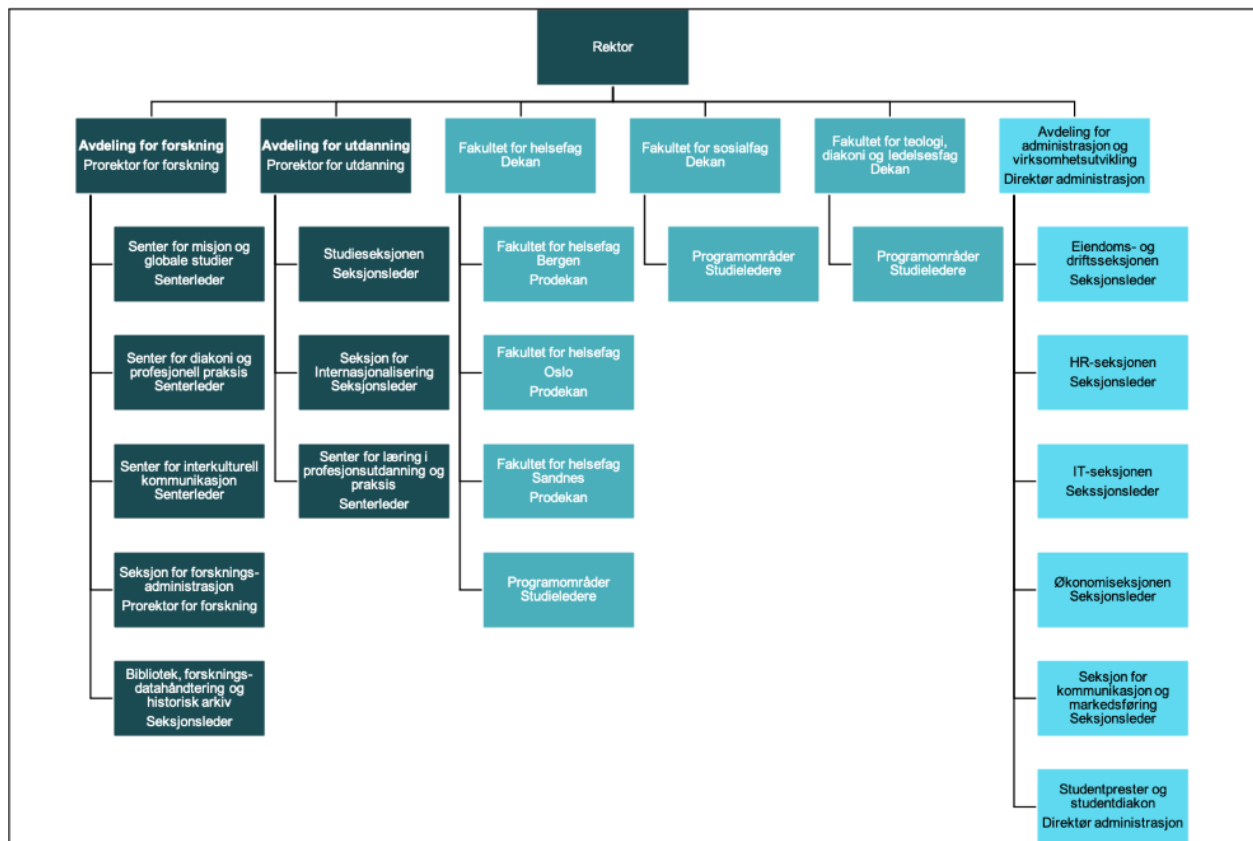 Rektor
Avdeling for forskning
Prorektor for forskning
Avdeling for utdanning
Prorektor for utdanning
Fakultet for helsefag
Dekan
Fakultet for sosialfag
Dekan
Fakultet for teologi,
diakoni og ledelsesfag
Dekan
Avdeling for
administrasjon og
virksomhetsutvikling
Direktør administrasjon
Senter for misjon og
globale studier
Senterleder
Senter for diakoni og
profesjonell praksis
Senterleder
Senter for interkulturell
kommunikasjon
Senterleder
Seksjon for forsknings-
administrasjon
Prorektor for forskning
Bibliotek, forsknings-
datahåndtering og
historisk arkiv
Seksjonsleder
Studieseksjonen
Seksjonsleder
Seksjon for
Internasjonalisering
Seksjonsleder
Senter for læring i
profesjonsutdanning og
praksis
Senterleder
Fakultet for helsefag
Bergen
Prodekan
Fakultet for helsefag
Oslo
Prodekan
Fakultet for helsefag
Sandnes
Prodekan
Programområder
Studieledere
Programområder
Studieledere
Programområder
Studieledere
Eiendoms- og
driftsseksjonen
Seksjonsleder
HR-seksjonen
Seksjonsleder
IT-seksjonen
Sekssjonsleder
Økonomiseksjonen
Seksjonsleder
Seksjon for
kommunikasjon og
markedsføring
Seksjonsleder
Studentprester og
studentdiakon
Direktør administrasjon